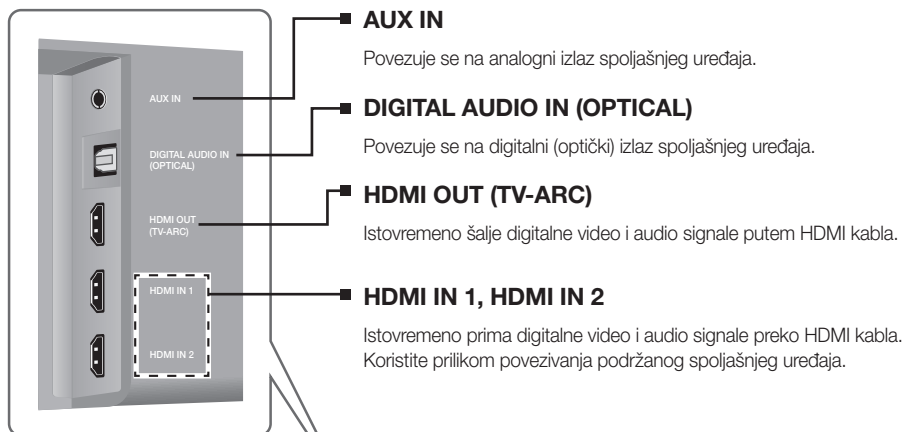 AUX IN
Povezuje se na analogni izlaz spoljašnjeg uređaja.
DIGITAL AUDIO IN (OPTICAL)
Povezuje se na digitalni (optički) izlaz spoljašnjeg uređaja.
HDMI OUT (TV-ARC)
Istovremeno šalje digitalne video i audio signale putem HDMI kabla.
HDMI IN 1, HDMI IN 2
Istovremeno prima digitalne video i audio signale preko HDMI kabla.
Koristite prilikom povezivanja podržanog spoljašnjeg uređaja.
AUX IN
DIGITAL AUDIO IN
(OPTICAL)
HDMI OUT
(TV-ARC)
HDMI IN 1
HDMI IN 2